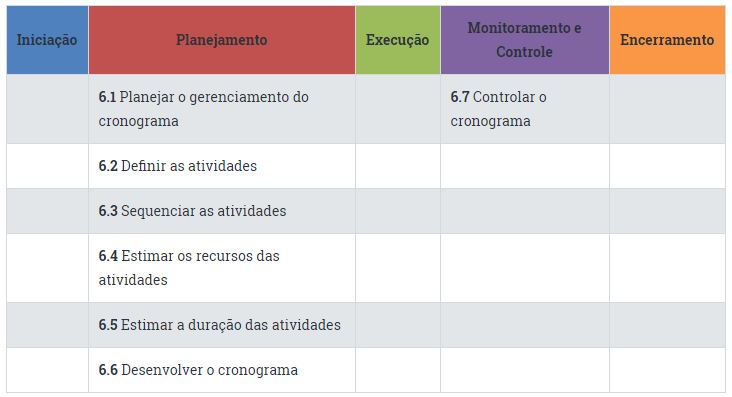 Iniciação
Planejamento
Execução
Monitoramento e
Controle
Encerramento
6.1 Planejar o gerenciamento do
cronograma
6.7 Controlar o
cronograma
6.2 Definir as atividades
6.3 Sequenciar as atividades
6.4 Estimar os recursos das
atividades
6.5 Estimar a duração das atividades
6.6 Desenvolver o cronograma